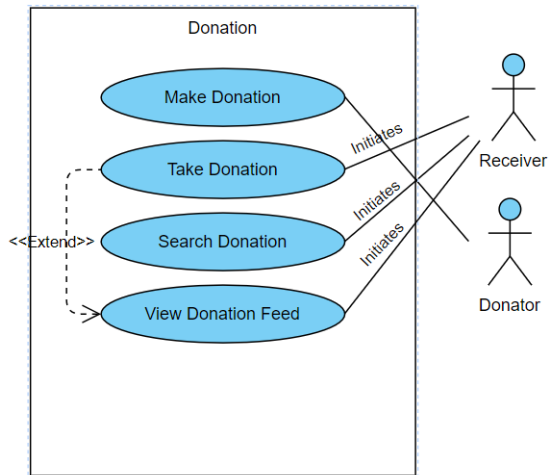 Donation
Make Donation
Initiates
Receiver
Take Donation
Initiates
<<Extend>>
Search Donation
Initiates
Donator
View Donation Feed